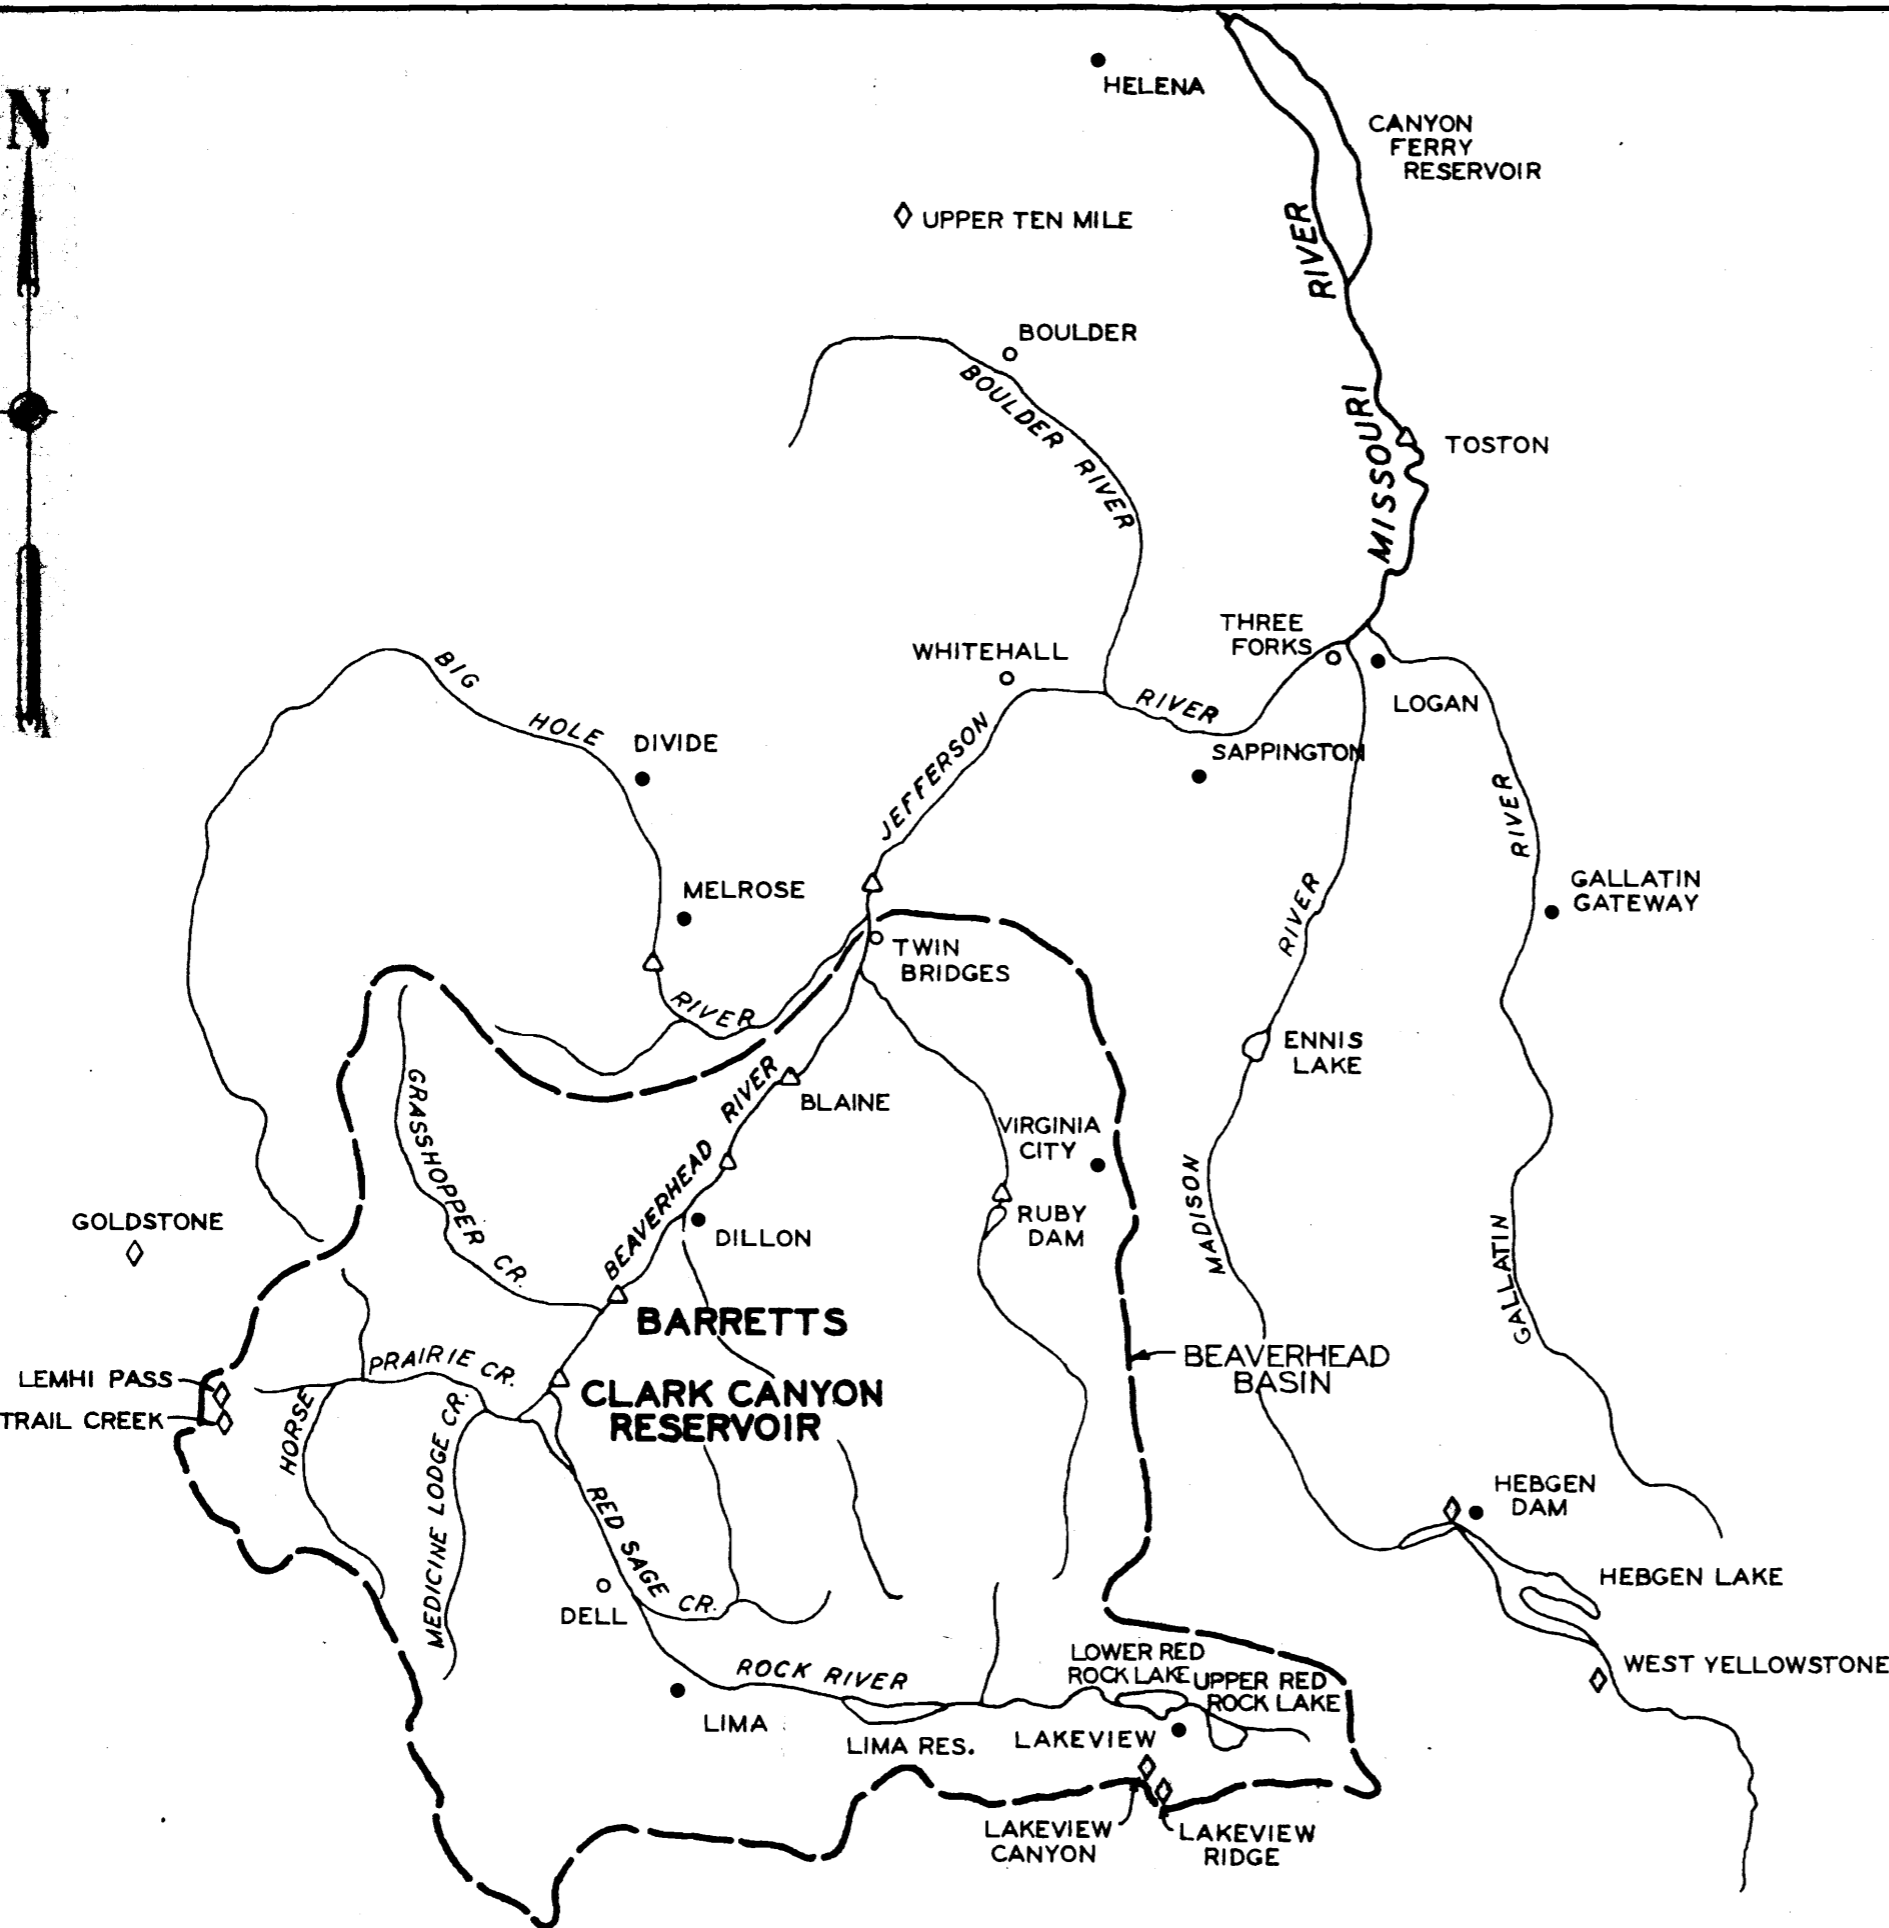 N
HELENA
CANYON
FERRY
RESERVOIR
RIVER
UPPER TEN MILE
BOULDER
BOULDER RIVER
MISSOURI
TOSTON
THREE
FORKS
WHITEHALL
LOGAN
RIVER
SAPPINGTON
BIG
HOLE
DIVIDE
JEFFERSON
RIVER
MELROSE
GALLATIN
GATEWAY
TWIN
BRIDGES
RIVER
RIVER
ENNIS
LAKE
GRASSHOPPER CR.
BEAVERHEAD RIVER
BLAINE
VIRGINIA
CITY
MADISON
GOLDSTONE
RUBY
DAM
DILLON
GALLATIN
BARRETTS
BEAVERHEAD
BASIN
LEMHI PASS
PRAIRIE CR.
TRAIL CREEK
HORSE
MEDICINE LODGE CR.
CLARK CANYON
RESERVOIR
RED SAGE CR.
HEBGEN
DAM
HEBGEN LAKE
DELL
ROCK RIVER
LOWER RED
ROCK LAKE
UPPER RED
ROCK LAKE
WEST YELLOWSTONE
LIMA
LIMA RES.
LAKEVIEW
LAKEVIEW
CANYON
LAKEVIEW
RIDGE